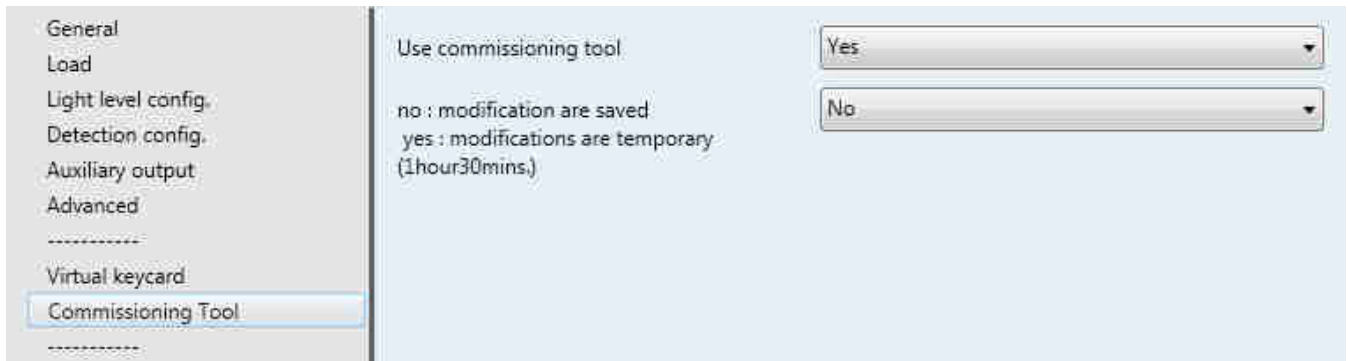 General
Load
Light level config.
Detection config.
Auxiliary output
Advanced
-----------
Virtual keycard
Commissioning Tool
-----------
Use commissioning tool
Yes
no : modification are saved
yes : modifications are temporary
(1hour30mins.)
No